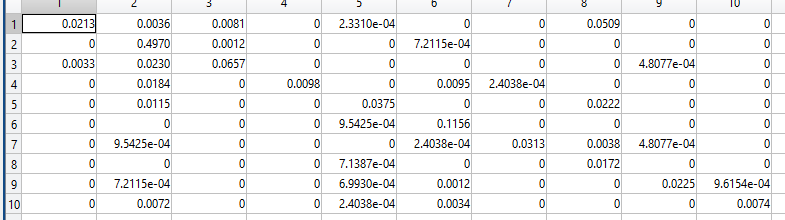 1 2 3 4 5 6 7 8 9 10
1 0.0213 0.0036 0.0081 0 2.3310e-04 0 0 0.0509 0 0
2 0 0.4970 0.0012 0 0 7.2115e-04 0 0 0 0
3 0.0033 0.0230 0.0657 0 0 0 0 0 4.8077e-04 0
4 0 0.0184 0 0.0098 0 0.0095 2.4038e-04 0 0 0
5 0 0.0115 0 0 0.0375 0 0 0.0222 0 0
6 0 0 0 0 9.5425e-04 0.1156 0 0 0 0
7 0 9.5425e-04 0 0 0 2.4038e-04 0.0313 0.0038 4.8077e-04 0
8 0 0 0 0 7.1387e-04 0 0 0.0172 0 0
9 0 7.2115e-04 0 0 6.9930e-04 0.0012 0 0 0.0225 9.6154e-04
10 0 0.0072 0 0 2.4038e-04 0.0034 0 0 0 0.0074